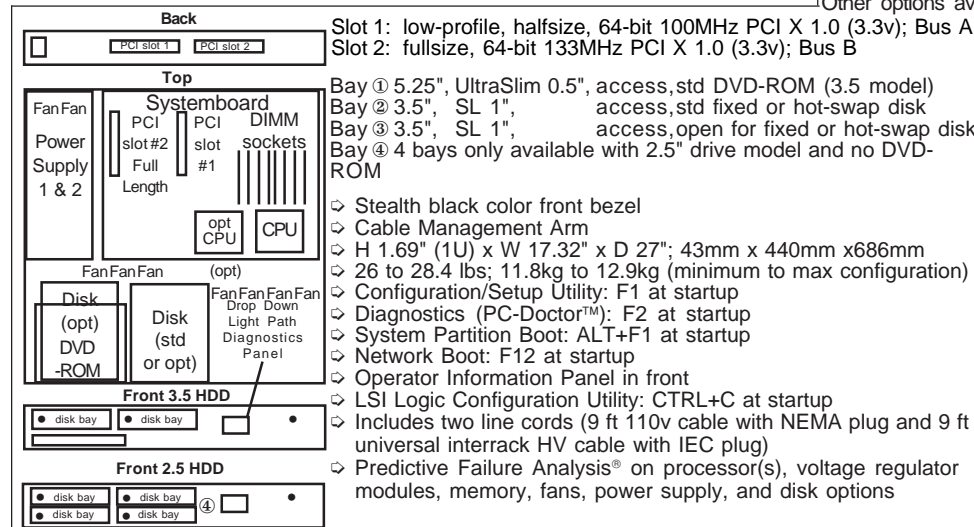 Other options av
Back
PCI slot 1 PCI slot 2
Slot 1: low-profile, halfsize, 64-bit 100MHz PCI X 1.0 (3.3v); Bus A
Slot 2: fullsize, 64-bit 133MHz PCI X 1.0 (3.3v); Bus B
Top
Fan Fan
Power
Supply
1 & 2
Systemboard
PCI
slot #2
Full
Length
PCI
slot
#1
DIMM
sockets
opt
CPU
CPU
Fan Fan Fan
(opt)
Fan Fan Fan Fan
Disk
(opt)
DVD
-ROM
Disk
(std
or opt)
Drop Down
Light Path
Diagnostics
Panel
Front 3.5 HDD
disk bay disk bay
Front 2.5 HDD
disk bay disk bay
disk bay disk bay
④
Bay ① 5.25", UltraSlim 0.5", access,std DVD-ROM (3.5 model)
Bay ② 3.5", SL 1", access,std fixed or hot-swap disk
Bay ③ 3.5", SL 1", access,open for fixed or hot-swap disk
Bay ④ 4 bays only available with 2.5" drive model and no DVD-
ROM
➪ Stealth black color front bezel
➪ Cable Management Arm
➪ H 1.69" (1U) x W 17.32" x D 27"; 43mm x 440mm x686mm
➪ 26 to 28.4 lbs; 11.8kg to 12.9kg (minimum to max configuration)
➪ Configuration/Setup Utility: F1 at startup
➪ Diagnostics (PC-Doctor™): F2 at startup
➪ System Partition Boot: ALT+F1 at startup
➪ Network Boot: F12 at startup
➪ Operator Information Panel in front
➪ LSI Logic Configuration Utility: CTRL+C at startup
➪ Includes two line cords (9 ft 110v cable with NEMA plug and 9 ft
universal interrack HV cable with IEC plug)
➪ Predictive Failure Analysis® on processor(s), voltage regulator
modules, memory, fans, power supply, and disk options